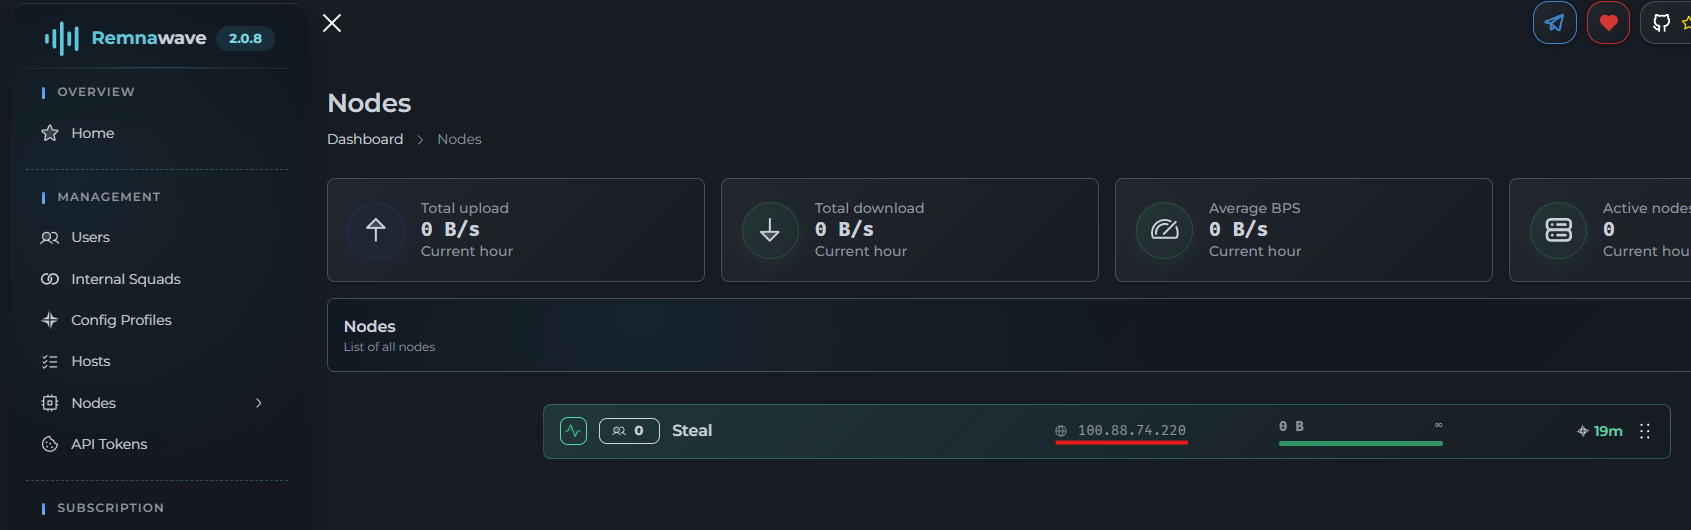 Remnawave 2.0.8
OVERVIEW
Home
MANAGEMENT
Users
Internal Squads
Config Profiles
Hosts
Nodes
API Tokens
SUBSCRIPTION
Nodes
Dashboard > Nodes
Total upload
0 B/s
Current hour
Total download
0 B/s
Current hour
Average BPS
0 B/s
Current hour
Active nodes
0
Current hou
Nodes
List of all nodes
0 Steal 100.88.74.220 0 B ∞ 19m